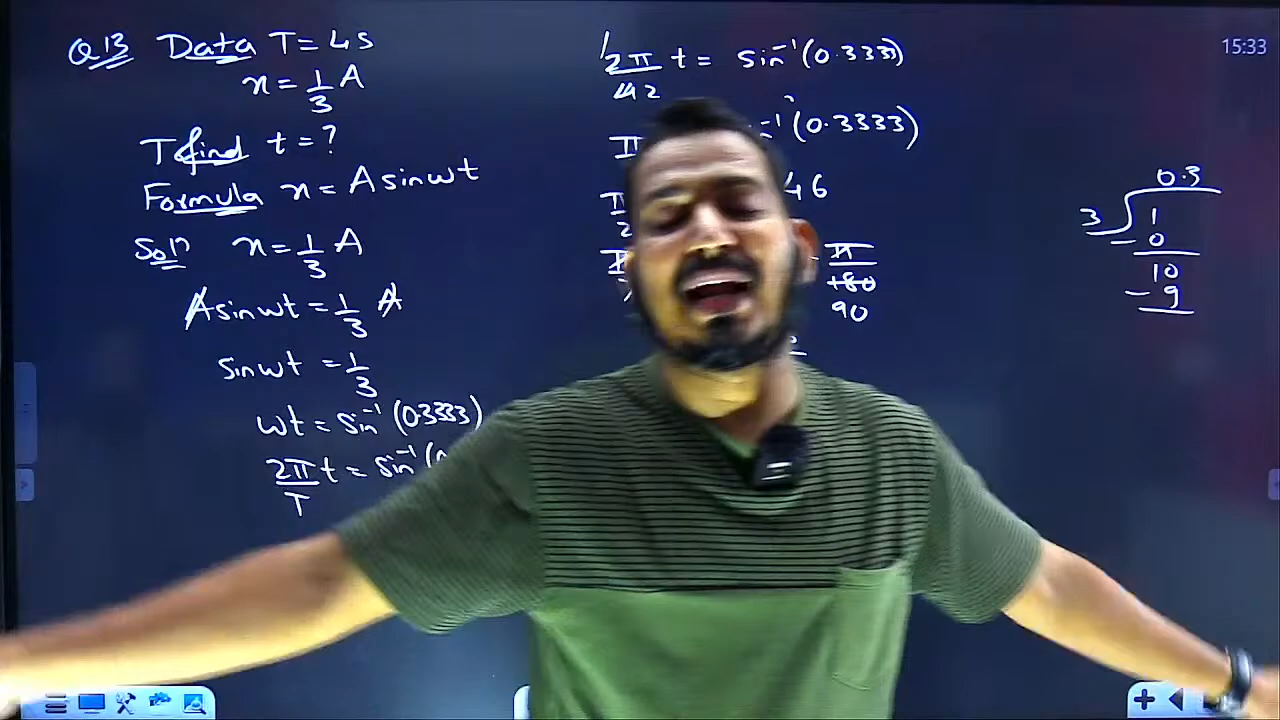 Q13 Data T = 4s
x = 1/3 A
T find t = ?
Formula x = A sin ωt
Solⁿ x = 1/3 A
A sin ωt = 1/3 A
sin ωt = 1/3
ωt = sin⁻¹ (0.3333)
2π/T t = sin⁻¹ (
2π/4 t = sin⁻¹ (0.333)
1
2
π
⁻¹ (0.3333)
π
2
46
π
π
180
90
0.3
3
1
− 0
10
− 9
15:33